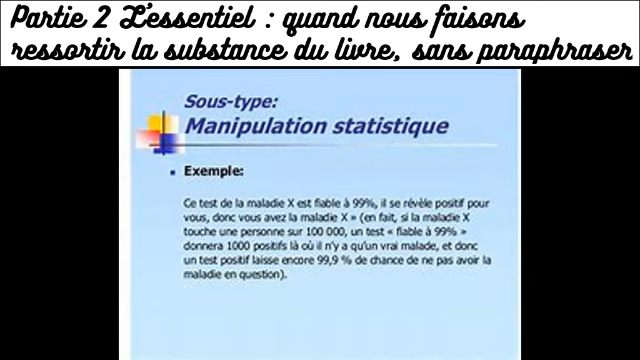 Partie 2 L'essentiel : quand nous faisons
ressortir la substance du livre, sans paraphraser
Sous-type:
Manipulation statistique
Exemple:
Ce test de la maladie X est fiable à 99%, il se révèle positif pour
vous, donc vous avez la maladie X » (en fait, si la maladie X
touche une personne sur 100 000, un test « fiable à 99% »
donnera 1000 positifs là où il n'y a qu'un vrai malade, et donc
un test positif laisse encore 99,9 % de chance de ne pas avoir la
maladie en question).